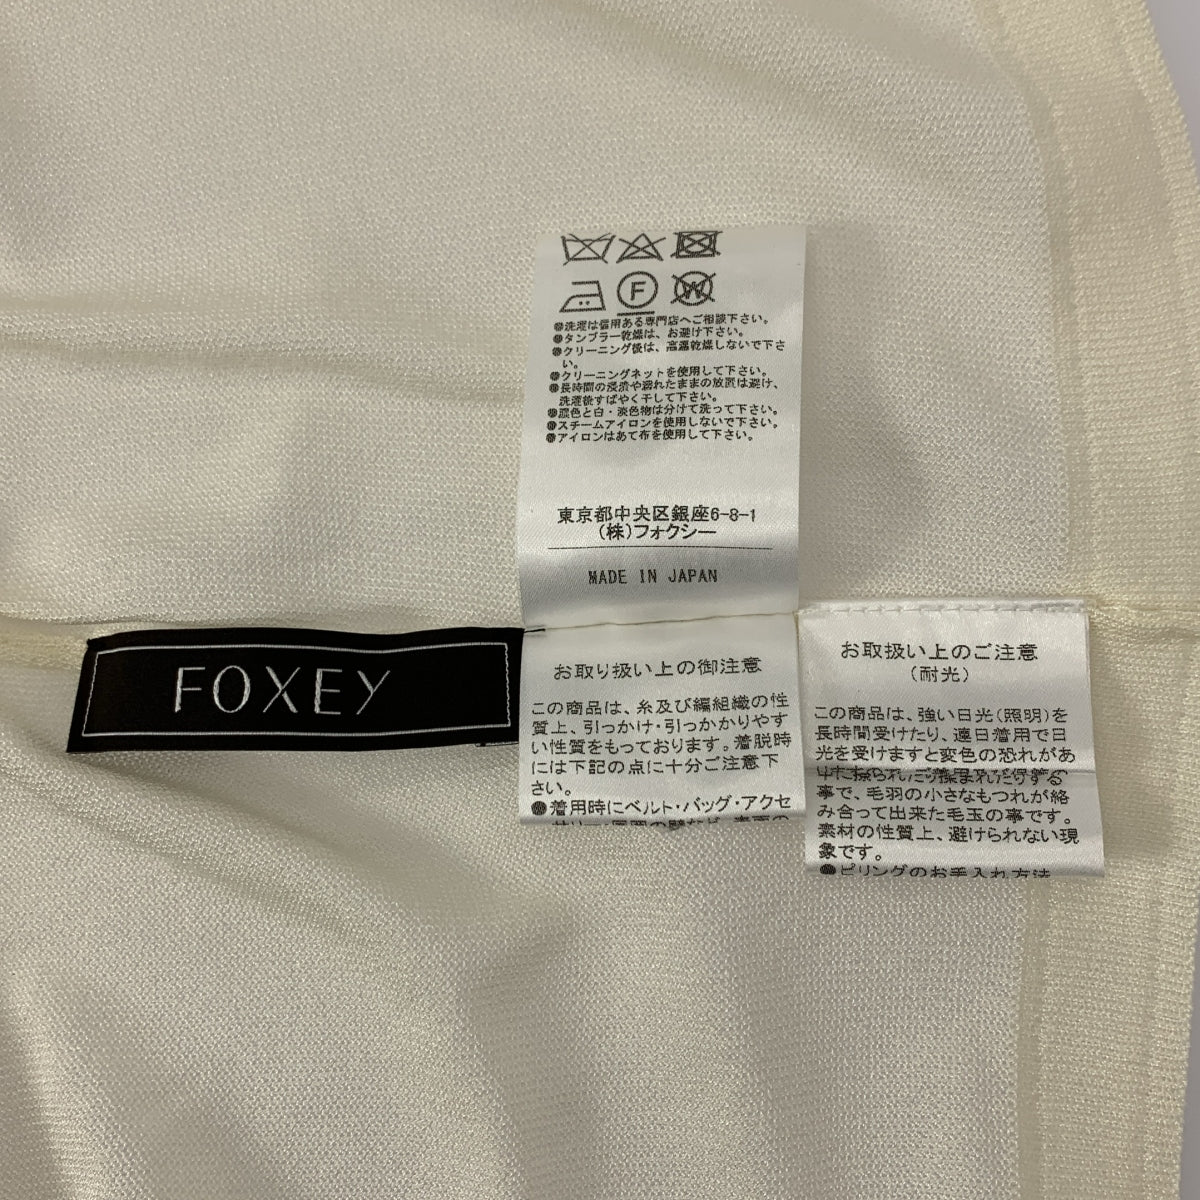 F
W
●洗濯は信用ある専門店へご相談下さい。
●タンブラー乾燥は、お避け下さい。
●クリーニング後は、高温乾燥しないで下さ
い。
●クリーニングネットを使用して下さい。
●長時間の浸漬や濡れたままの放置は避け、
洗濯後すばやく干して下さい。
●濃色と白・淡色物は分けて洗って下さい。
●スチームアイロンを使用しないで下さい。
●アイロンはあて布を使用して下さい。
東京都中央区銀座6-8-1
(株)フォクシー
MADE IN JAPAN
FOXEY
お取り扱い上の御注意
この商品は、糸及び編組織の性
質上、引っかけ・引っかかりやす
い性質をもっております。着脱時
には下記の点に十分ご注意下
さい。
●着用時にベルト・バッグ・アクセ
お取扱い上のご注意
(耐光)
この商品は、強い日光(照明)を
長時間受けたり、連日着用で日
光を受けますと変色の恐れがあ
事で、毛羽の小さなもつれが絡
み合って出来た毛玉の事です。
素材の性質上、避けられない現
象です。
●ピリングのお手入れ方法